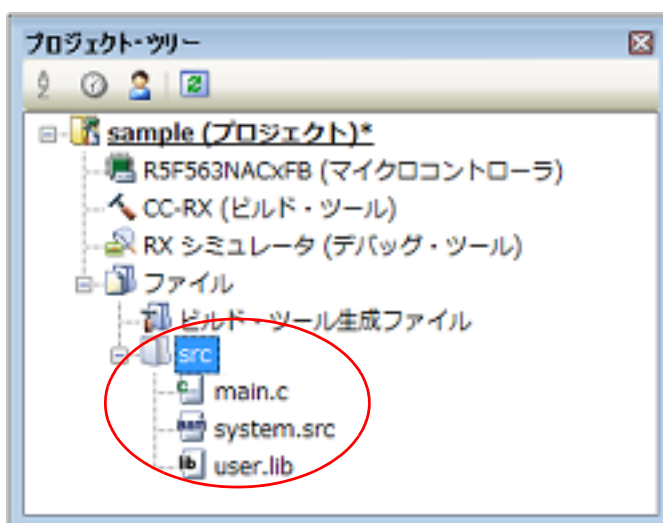 プロジェクト・ツリー
sample (プロジェクト)*
R5F563NACxFB (マイクロコントローラ)
CC-RX (ビルド・ツール)
RX シミュレータ (デバッグ・ツール)
ファイル
ビルド・ツール生成ファイル
src
main.c
system.src
user.lib